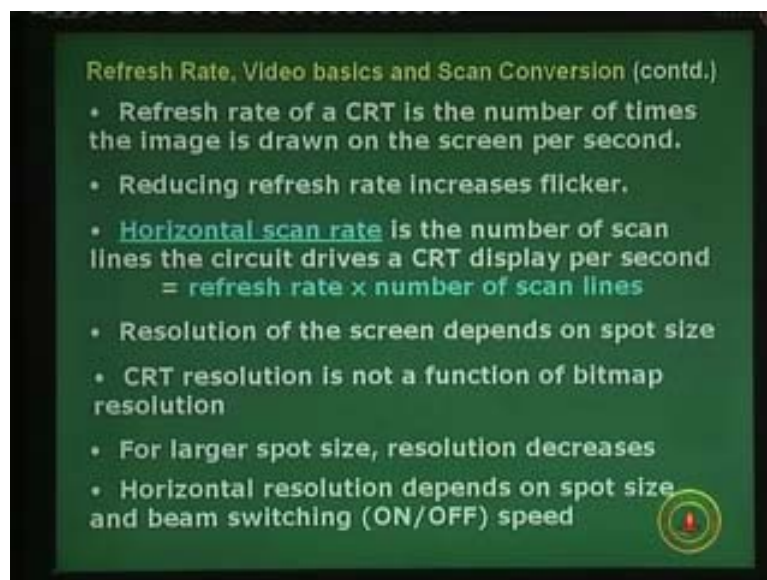 Refresh Rate, Video basics and Scan Conversion (contd.)
• Refresh rate of a CRT is the number of times
the image is drawn on the screen per second.
• Reducing refresh rate increases flicker.
• Horizontal scan rate is the number of scan
lines the circuit drives a CRT display per second
= refresh rate x number of scan lines
• Resolution of the screen depends on spot size
• CRT resolution is not a function of bitmap
resolution
• For larger spot size, resolution decreases
• Horizontal resolution depends on spot size
and beam switching (ON/OFF) speed